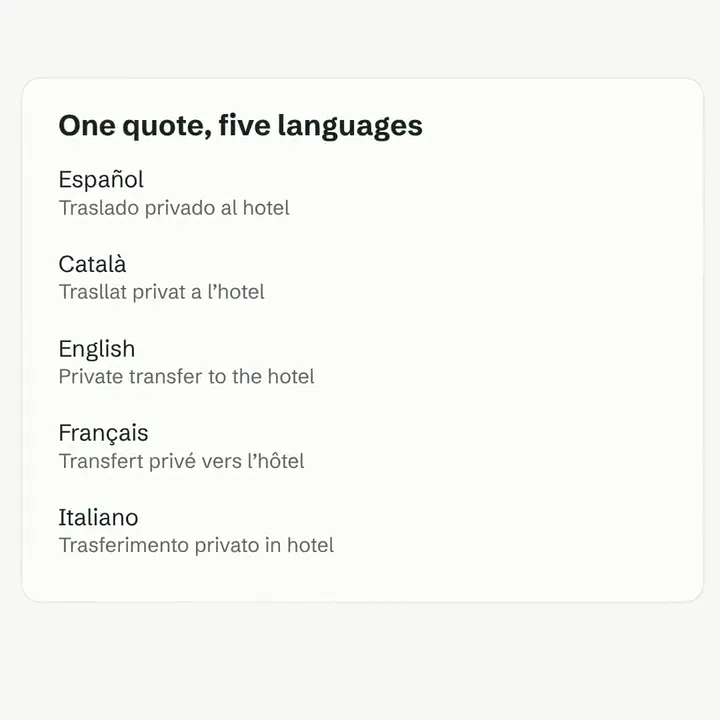 One quote, five languages
Español
Traslado privado al hotel
Català
Trasllat privat a l’hotel
English
Private transfer to the hotel
Français
Transfert privé vers l’hôtel
Italiano
Trasferimento privato in hotel